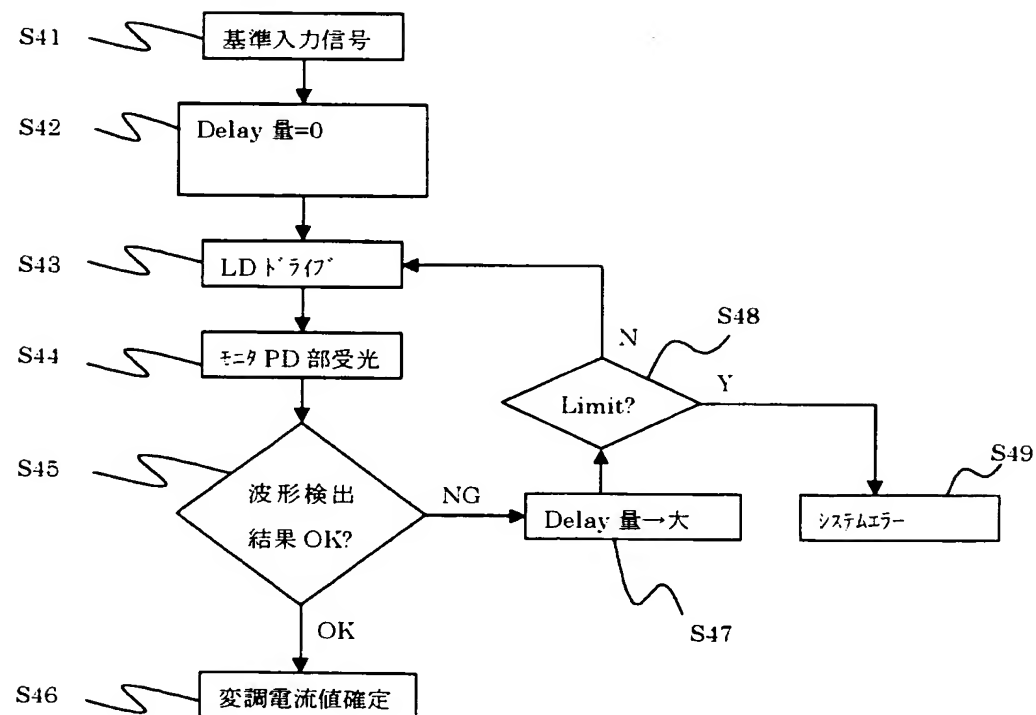 S41
基準入力信号
S42
Delay 量=0
S43
LD ﾄﾞﾗｲﾌﾞ
S44
ﾓﾆﾀ PD 部受光
S45
波形検出
結果 OK?
NG
OK
S46
変調電流値確定
Delay 量→大
S47
Limit?
S48
N
Y
ｼｽﾃﾑｴﾗｰ
S49